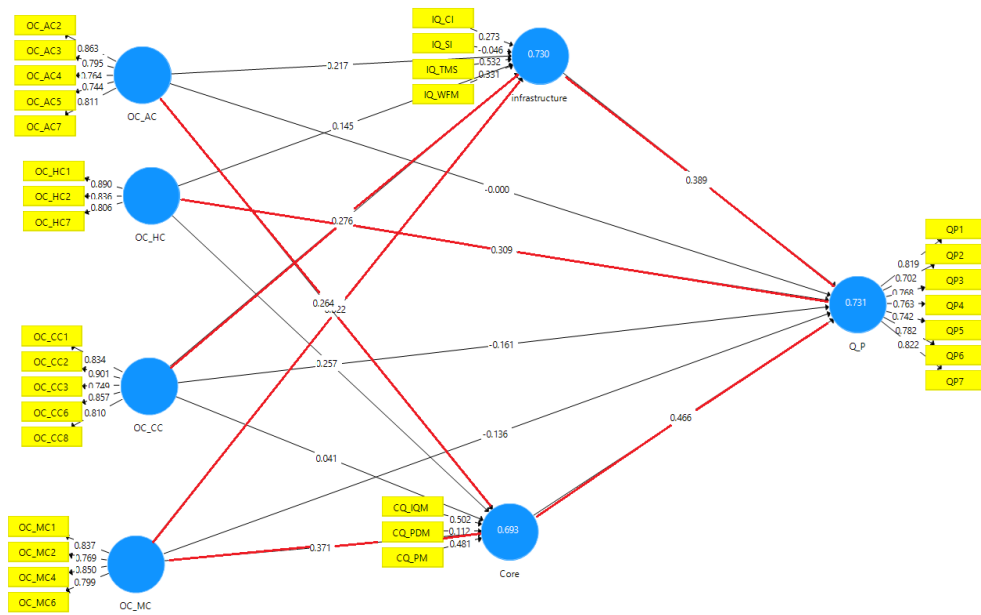 OC_AC2
OC_AC3
OC_AC4
OC_AC5
OC_AC7
0.863
0.795
0.764
0.744
0.811
OC_AC
IQ_CI
IQ_SI
IQ_TMS
IQ_WFM
0.273
-0.046
0.532
0.331
0.730
infrastructure
0.217
0.145
OC_HC1
OC_HC2
OC_HC7
0.890
0.836
0.806
OC_HC
-0.000
0.389
0.276
0.309
QP1
QP2
QP3
QP4
QP5
QP6
QP7
0.819
0.702
0.768
0.763
0.742
0.782
0.822
0.731
Q_P
0.264
0.257
-0.161
OC_CC1
OC_CC2
OC_CC3
OC_CC6
OC_CC8
0.834
0.901
0.749
0.857
0.810
OC_CC
0.041
-0.136
0.466
CQ_IQM
CQ_PDM
CQ_PM
0.502
0.112
0.481
0.693
Core
0.371
OC_MC1
OC_MC2
OC_MC4
OC_MC6
0.837
0.769
0.850
0.799
OC_MC